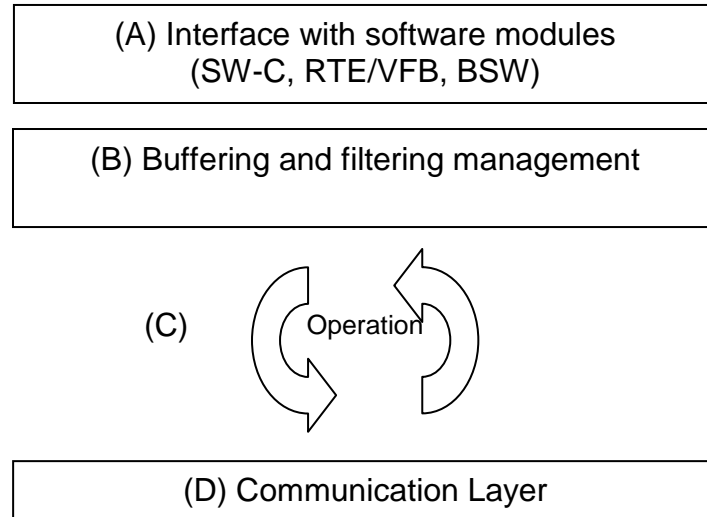 (A) Interface with software modules
(SW-C, RTE/VFB, BSW)
(B) Buffering and filtering management
(C)
Operation
(D) Communication Layer